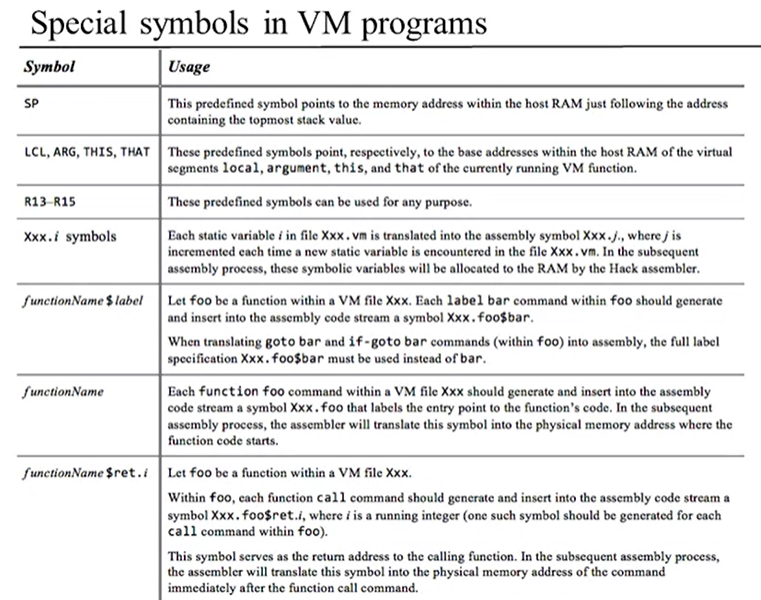 Special symbols in VM programs
Symbol Usage
SP This predefined symbol points to the memory address within the host RAM just following the address
containing the topmost stack value.
LCL, ARG, THIS, THAT These predefined symbols point, respectively, to the base addresses within the host RAM of the virtual
segments local, argument, this, and that of the currently running VM function.
R13–R15 These predefined symbols can be used for any purpose.
Xxx.i symbols Each static variable i in file Xxx.vm is translated into the assembly symbol Xxx.j., where j is
incremented each time a new static variable is encountered in the file Xxx.vm. In the subsequent
assembly process, these symbolic variables will be allocated to the RAM by the Hack assembler.
functionName$label Let foo be a function within a VM file Xxx. Each label bar command within foo should generate
and insert into the assembly code stream a symbol Xxx.foo$bar.
When translating goto bar and if-goto bar commands (within foo) into assembly, the full label
specification Xxx.foo$bar must be used instead of bar.
functionName Each function foo command within a VM file Xxx should generate and insert into the assembly
code stream a symbol Xxx.foo that labels the entry point to the function's code. In the subsequent
assembly process, the assembler will translate this symbol into the physical memory address where the
function code starts.
functionName$ret.i Let foo be a function within a VM file Xxx.
Within foo, each function call command should generate and insert into the assembly code stream a
symbol Xxx.foo$ret.i, where i is a running integer (one such symbol should be generated for each
call command within foo).
This symbol serves as the return address to the calling function. In the subsequent assembly process,
the assembler will translate this symbol into the physical memory address of the command
immediately after the function call command.